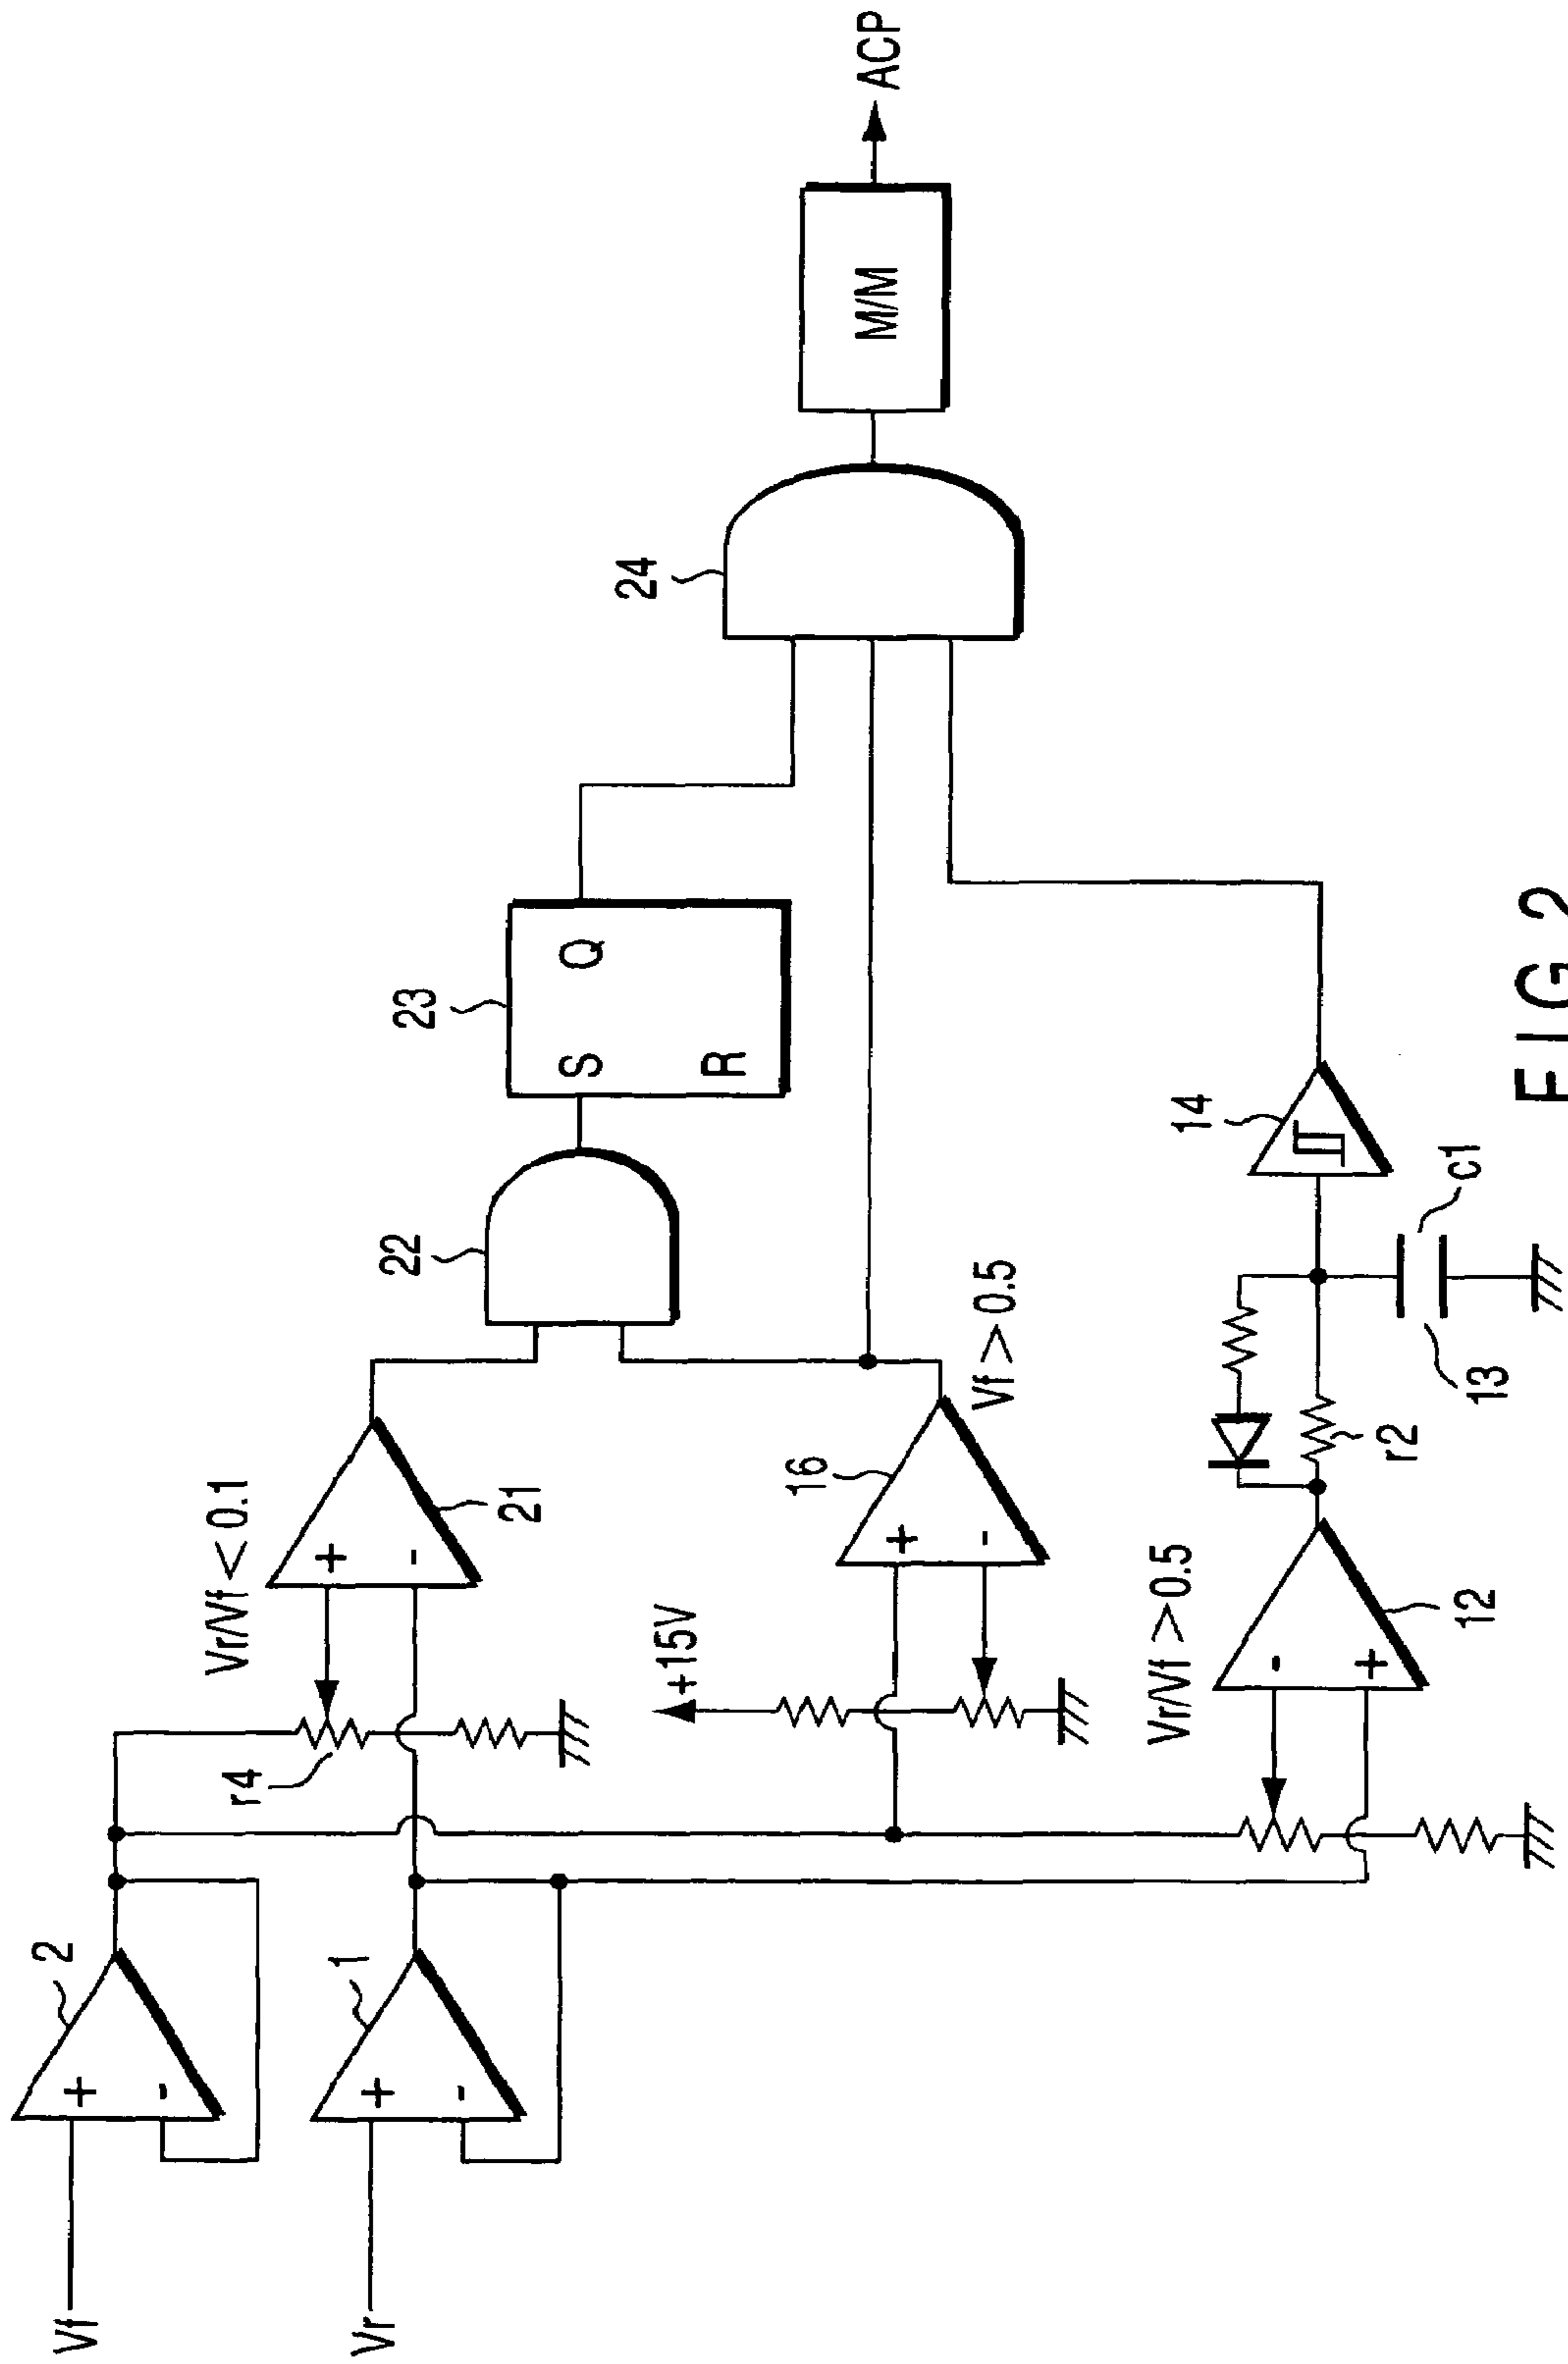 Vf
+
-
2
Vr
+
-
1
r4
Vr/Vf < 0.1
+
-
21
22
23
S
Q
R
24
M/M
ACP
+15V
+
-
16
Vf > 0.5
Vr/Vf > 0.5
-
+
12
r2
13
c1
14
FIG 2